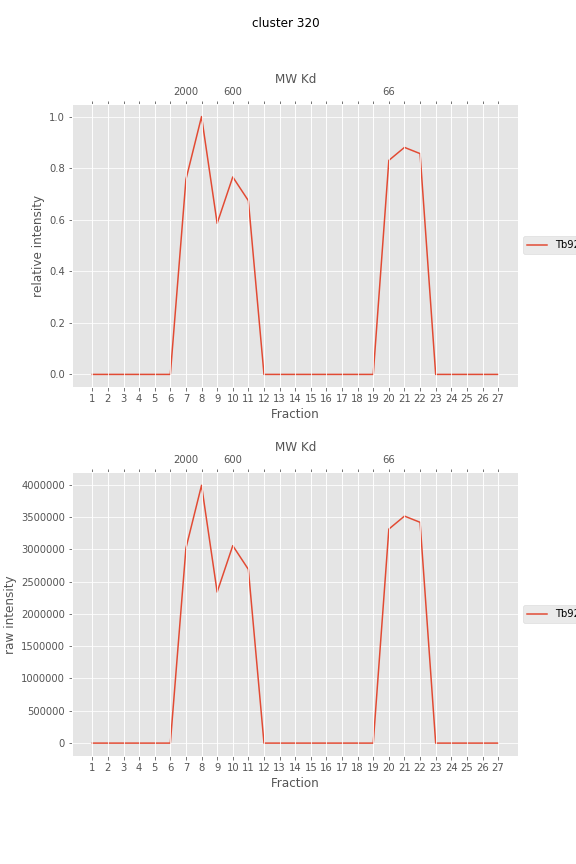 cluster 320
MW Kd
2000 600 66
1.0
0.8
0.6
0.4
0.2
0.0
relative intensity
Tb92
1 2 3 4 5 6 7 8 9 10 11 12 13 14 15 16 17 18 19 20 21 22 23 24 25 26 27
Fraction
MW Kd
2000 600 66
4000000
3500000
3000000
2500000
2000000
1500000
1000000
500000
0
raw intensity
Tb92
1 2 3 4 5 6 7 8 9 10 11 12 13 14 15 16 17 18 19 20 21 22 23 24 25 26 27
Fraction